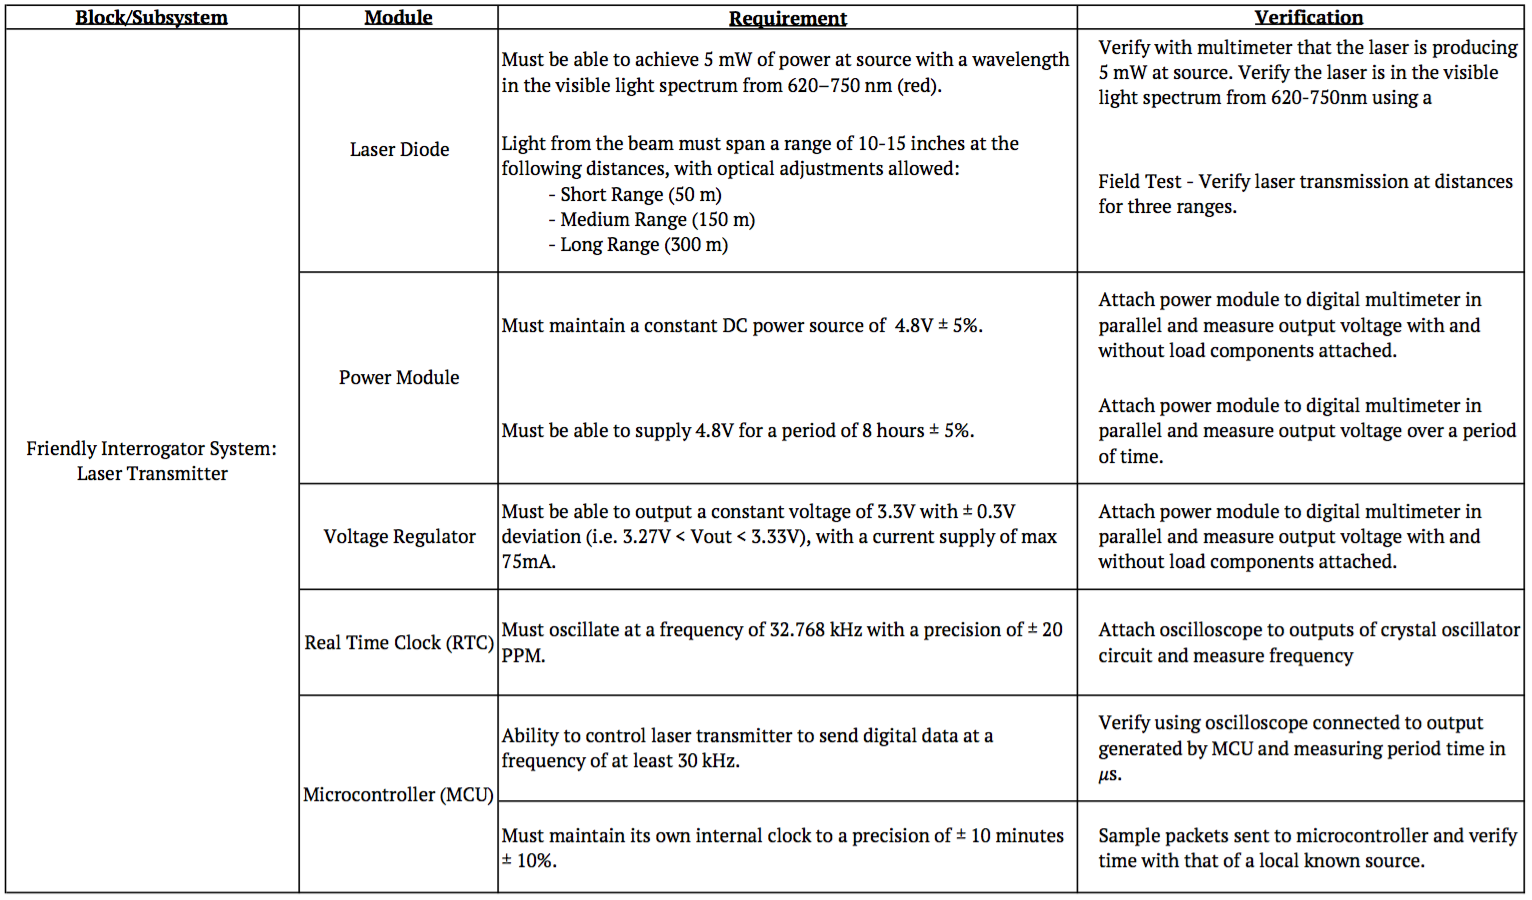 Block/Subsystem
Module
Requirement
Verification
Friendly Interrogator System:
Laser Transmitter
Laser Diode
Must be able to achieve 5 mW of power at source with a wavelength
in the visible light spectrum from 620–750 nm (red).
Verify with multimeter that the laser is producing
5 mW at source. Verify the laser is in the visible
light spectrum from 620-750nm using a
Light from the beam must span a range of 10-15 inches at the
following distances, with optical adjustments allowed:
- Short Range (50 m)
- Medium Range (150 m)
- Long Range (300 m)
Field Test - Verify laser transmission at distances
for three ranges.
Power Module
Must maintain a constant DC power source of 4.8V ± 5%.
Attach power module to digital multimeter in
parallel and measure output voltage with and
without load components attached.
Must be able to supply 4.8V for a period of 8 hours ± 5%.
Attach power module to digital multimeter in
parallel and measure output voltage over a period
of time.
Voltage Regulator
Must be able to output a constant voltage of 3.3V with ± 0.3V
deviation (i.e. 3.27V < Vout < 3.33V), with a current supply of max
75mA.
Attach power module to digital multimeter in
parallel and measure output voltage with and
without load components attached.
Real Time Clock (RTC)
Must oscillate at a frequency of 32.768 kHz with a precision of ± 20
PPM.
Attach oscilloscope to outputs of crystal oscillator
circuit and measure frequency
Microcontroller (MCU)
Ability to control laser transmitter to send digital data at a
frequency of at least 30 kHz.
Verify using oscilloscope connected to output
generated by MCU and measuring period time in
μs.
Must maintain its own internal clock to a precision of ± 10 minutes
± 10%.
Sample packets sent to microcontroller and verify
time with that of a local known source.